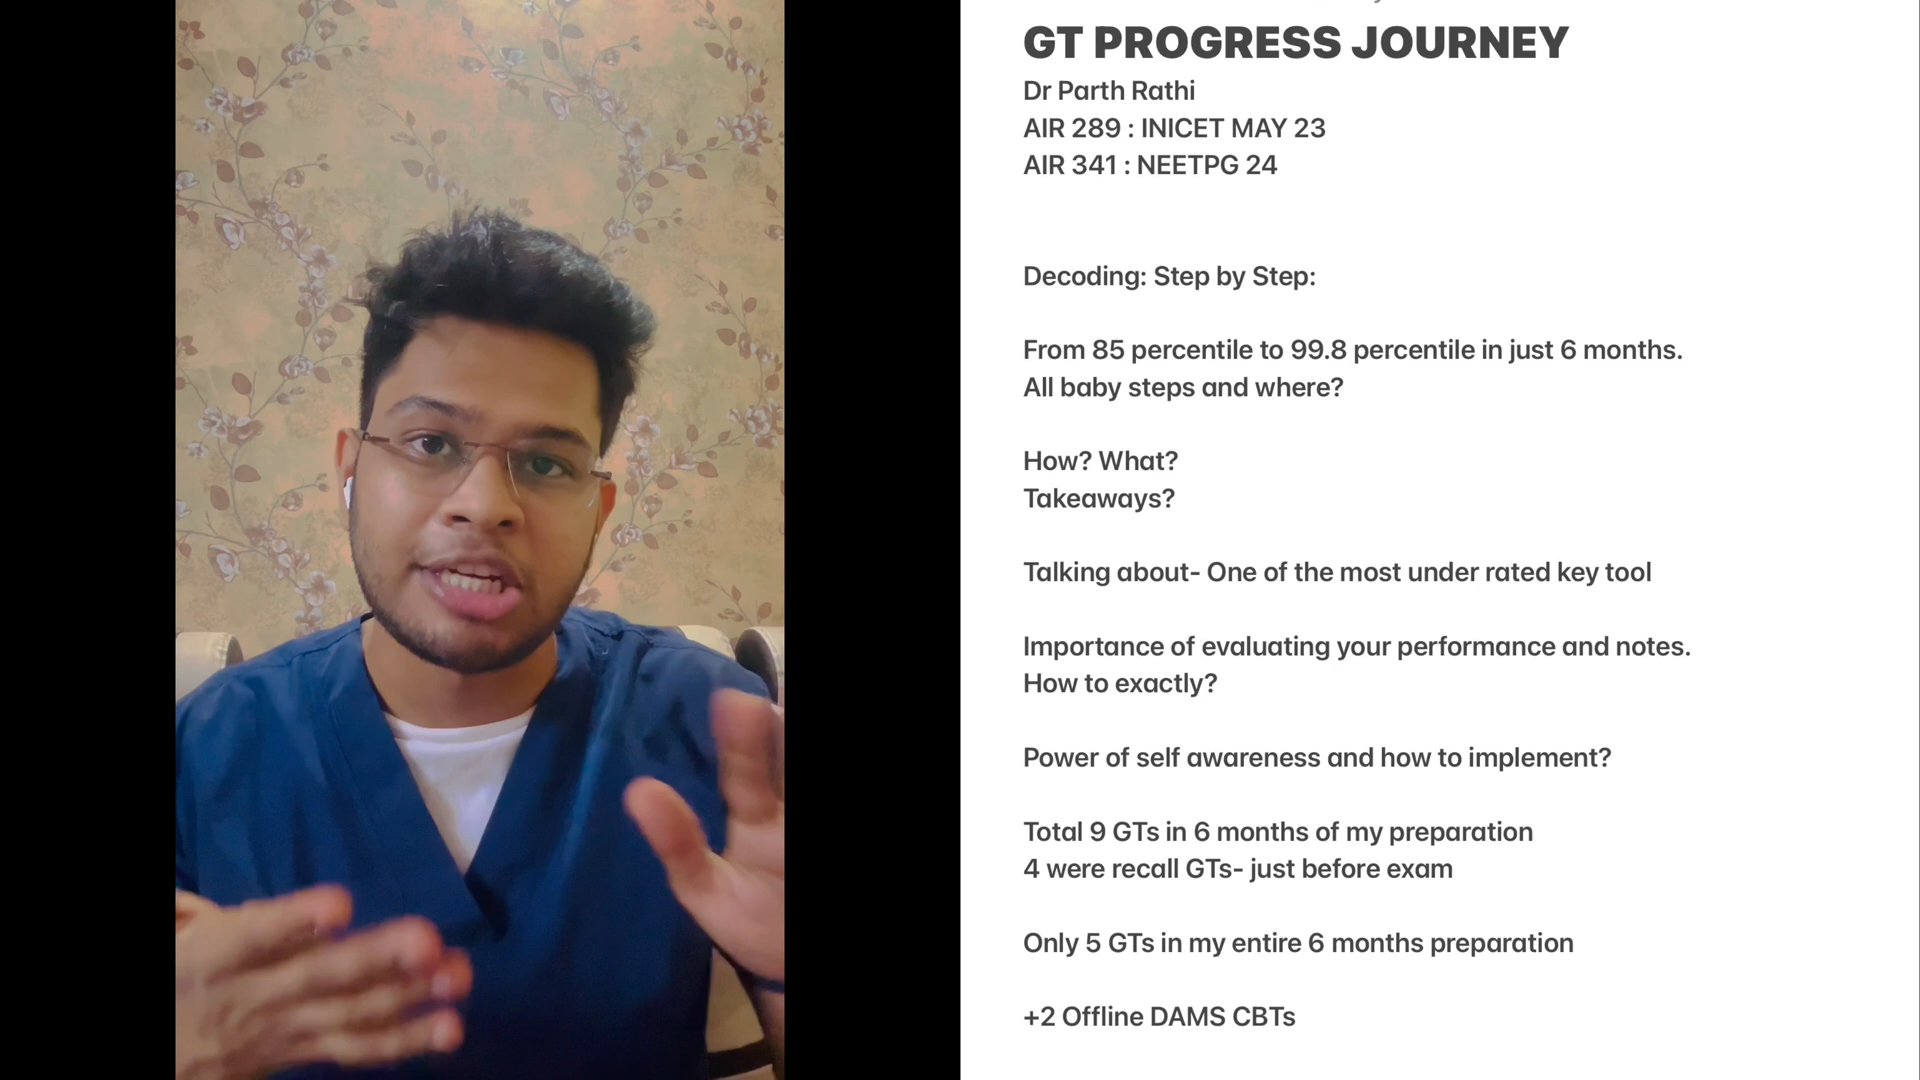 GT PROGRESS JOURNEY
Dr Parth Rathi
AIR 289 : INICET MAY 23
AIR 341 : NEETPG 24
Decoding: Step by Step:
From 85 percentile to 99.8 percentile in just 6 months.
All baby steps and where?
How? What?
Takeaways?
Talking about- One of the most under rated key tool
Importance of evaluating your performance and notes.
How to exactly?
Power of self awareness and how to implement?
Total 9 GTs in 6 months of my preparation
4 were recall GTs- just before exam
Only 5 GTs in my entire 6 months preparation
+2 Offline DAMS CBTs